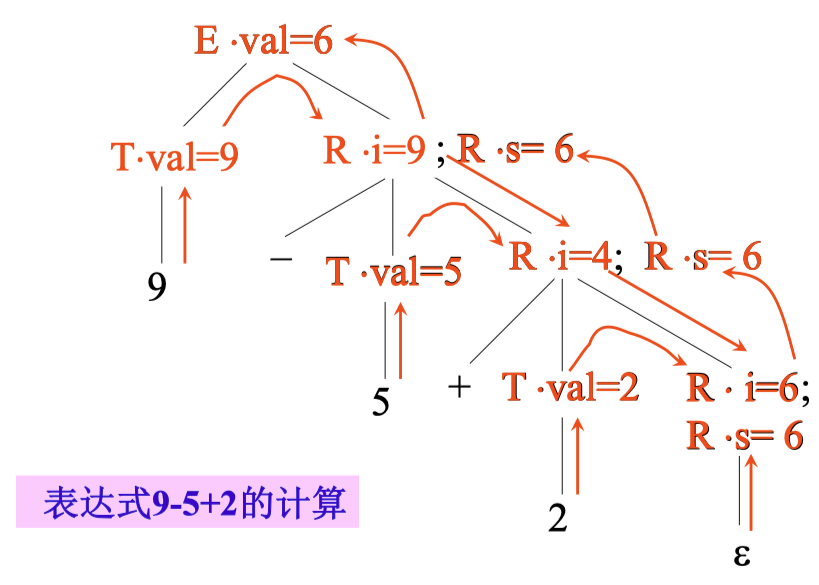 E ·val=6
T·val=9
R ·i=9 ; R ·s= 6
−
T ·val=5
R ·i=4; R ·s= 6
9
5
+
T ·val=2
R · i=6;
R ·s= 6
表达式9-5+2的计算
2
ε